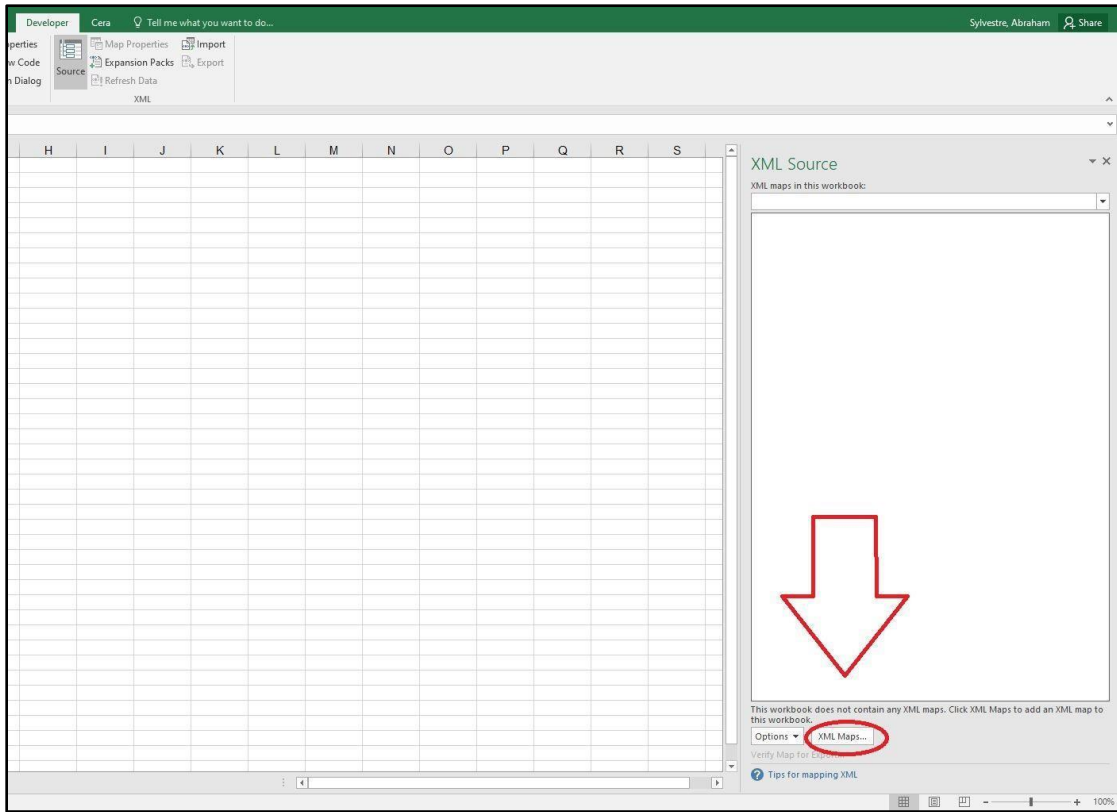 Developer Cera Tell me what you want to do... Sylvestre, Abraham Share
operties Map Properties Import
w Code Expansion Packs Export
n Dialog Source Refresh Data
XML
H I J K L M N O P Q R S
XML Source
XML maps in this workbook:
This workbook does not contain any XML maps. Click XML Maps to add an XML map to
this workbook.
Options XML Maps...
Verify Map for
Tips for mapping XML
100%